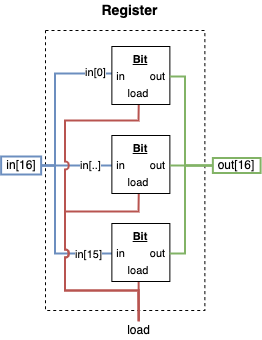 Register
Bit
in[0]
in
out
load
Bit
in[16]
in[..]
in
out
out[16]
load
Bit
in[15]
in
out
load
load